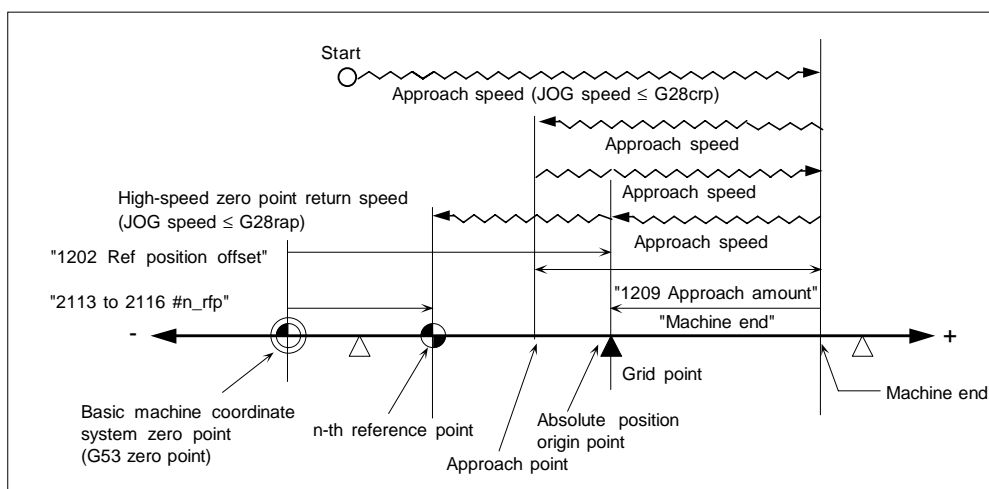 Start
Approach speed (JOG speed ≤ G28crp)
Approach speed
Approach speed
High-speed zero point return speed
(JOG speed ≤ G28rap)
Approach speed
"1202 Ref position offset"
"2113 to 2116 #n_rfp"
"1209 Approach amount"
"Machine end"
-
+
Grid point
Machine end
Basic machine coordinate
system zero point
(G53 zero point)
n-th reference point
Absolute position
origin point
Approach point